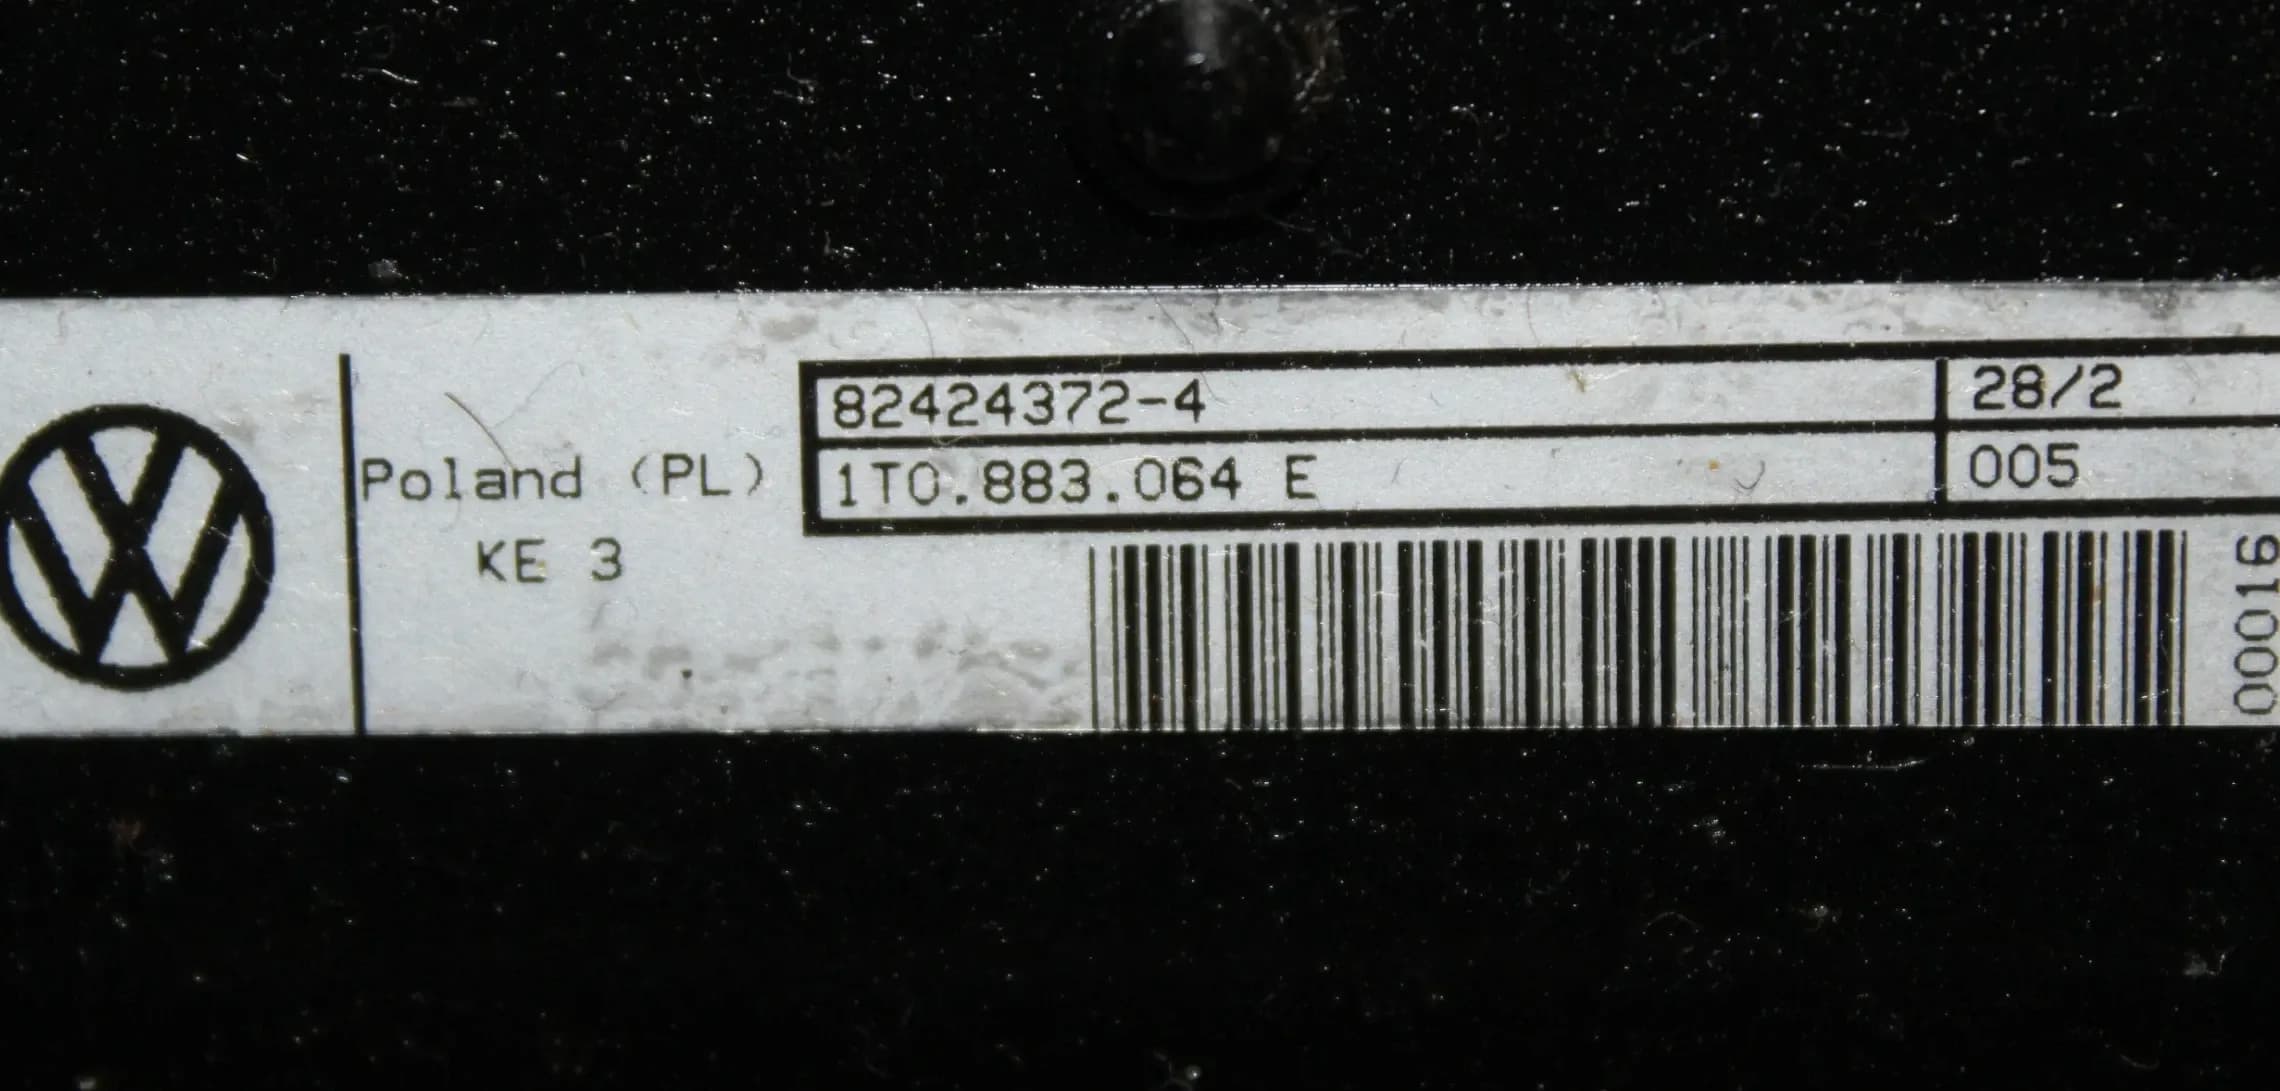 82424372-4 28/2
Poland (PL) 1T0.883.064 E 005
KE 3
00016